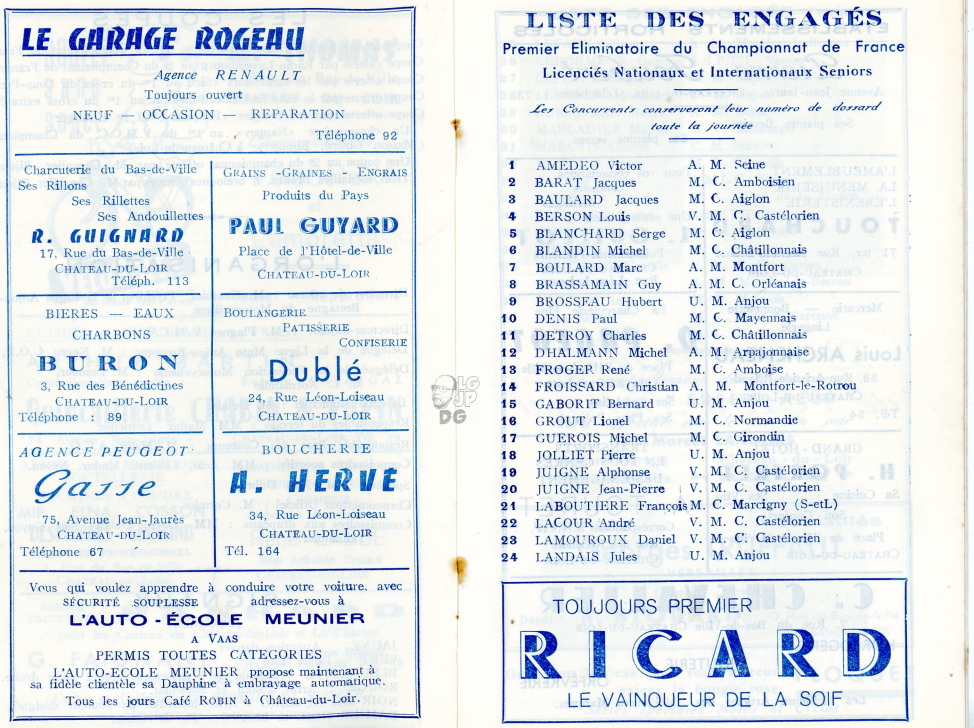 LE GARAGE ROGEAU
Agence RENAULT
Toujours ouvert
NEUF — OCCASION — REPARATION
Téléphone 92
Charcuterie du Bas-de-Ville
Ses Rillons
Ses Rillettes
Ses Andouillettes
R. GUIGNARD
17, Rue du Bas-de-Ville
CHATEAU-DU-LOIR
Téléph. 113
GRAINS - GRAINES - ENGRAIS
Produits du Pays
PAUL GUYARD
Place de l'Hôtel-de-Ville
CHATEAU-DU-LOIR
BIERES — EAUX
CHARBONS
BURON
3, Rue des Bénédictines
CHATEAU-DU-LOIR
Téléphone : 89
BOULANGERIE
PATISSERIE
CONFISERIE
Dublé
24, Rue Léon-Loiseau
CHATEAU-DU-LOIR
AGENCE PEUGEOT
Gasse
75, Avenue Jean-Jaurès
CHATEAU-DU-LOIR
Téléphone 67
BOUCHERIE
A. HERVE
34, Rue Léon-Loiseau
CHATEAU-DU-LOIR
Tél. 164
Vous qui voulez apprendre à conduire votre voiture, avec
SÉCURITÉ SOUPLESSE adressez-vous à
L'AUTO-ÉCOLE MEUNIER
A VAAS
PERMIS TOUTES CATEGORIES
L'AUTO-ECOLE MEUNIER propose maintenant à
sa fidèle clientèle sa Dauphine à embrayage automatique.
Tous les jours Café ROBIN à Château-du-Loir.
LISTE DES ENGAGÉS
Premier Eliminatoire du Championnat de France
Licenciés Nationaux et Internationaux Seniors
Les Concurrents conserveront leur numéro de dossard
toute la journée
1 AMEDEO Victor A. M. Seine
2 BARAT Jacques M. C. Amboisien
3 BAULARD Jacques M. C. Aiglon
4 BERSON Louis V. M. C. Castélorien
5 BLANCHARD Serge M. C. Aiglon
6 BLANDIN Michel M. C. Châtillonnais
7 BOULARD Marc A. M. Montfort
8 BRASSAMAIN Guy A. M. C. Orléanais
9 BROSSEAU Hubert U. M. Anjou
10 DENIS Paul M. C. Mayennais
11 DETROY Charles M. C. Châtillonnais
12 DHALMANN Michel A. M. Arpajonnaise
13 FROGER René M. C. Amboise
14 FROISSARD Christian A. M. Montfort-le-Rotrou
15 GABORIT Bernard U. M. Anjou
16 GROUT Lionel M. C. Normandie
17 GUEROIS Michel M. C. Girondin
18 JOLLIET Pierre U. M. Anjou
19 JUIGNE Alphonse V. M. C. Castélorien
20 JUIGNE Jean-Pierre V. M. C. Castélorien
21 LABOUTIERE François M. C. Marcigny (S-etL)
22 LACOUR André V. M. C. Castélorien
23 LAMOUROUX Daniel V. M. C. Castélorien
24 LANDAIS Jules U. M. Anjou
TOUJOURS PREMIER
RICARD
LE VAINQUEUR DE LA SOIF
LG
JP
DG